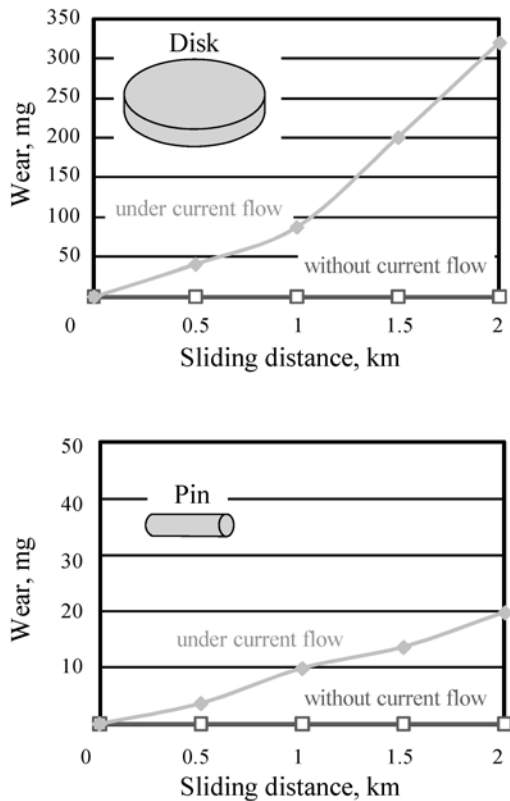 350
300
250
200
150
100
50
Wear, mg
Disk
under current flow
without current flow
0
0.5
1
1.5
2
Sliding distance, km
50
40
30
20
10
Wear, mg
Pin
under current flow
without current flow
0
0.5
1
1.5
2
Sliding distance, km